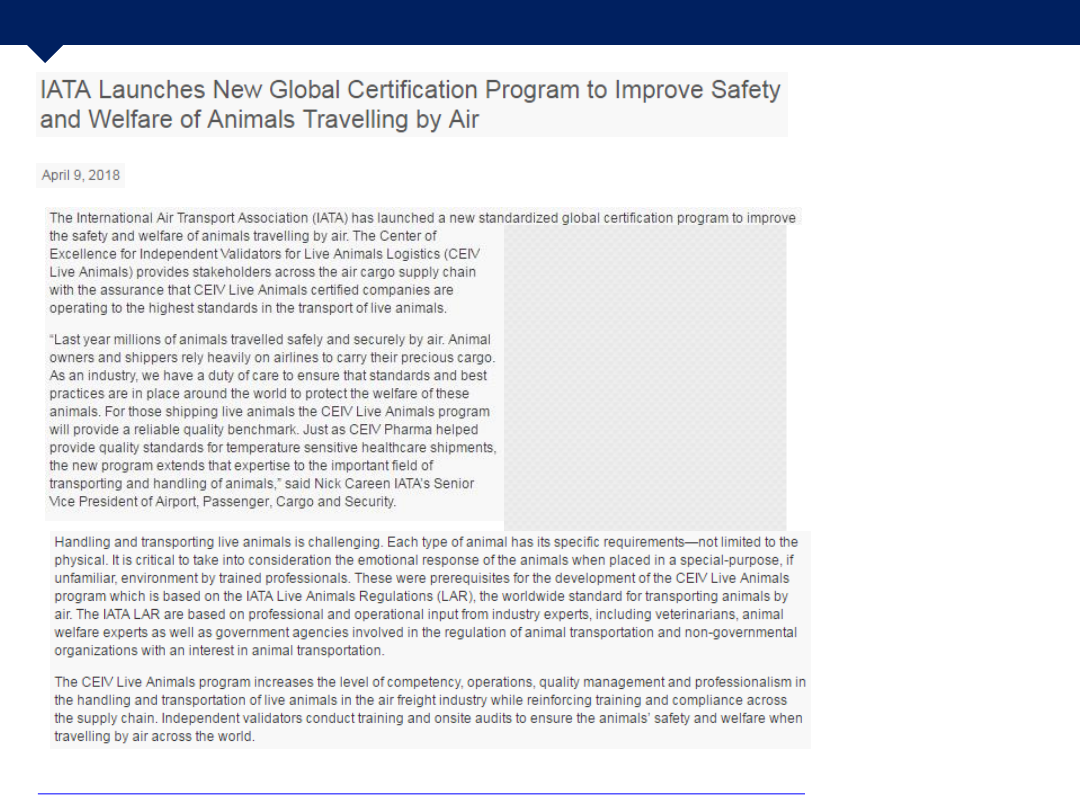 IATA Launches New Global Certification Program to Improve Safety
and Welfare of Animals Travelling by Air
April 9, 2018
The International Air Transport Association (IATA) has launched a new standardized global certification program to improve
the safety and welfare of animals travelling by air. The Center of
Excellence for Independent Validators for Live Animals Logistics (CEIV
Live Animals) provides stakeholders across the air cargo supply chain
with the assurance that CEIV Live Animals certified companies are
operating to the highest standards in the transport of live animals.
“Last year millions of animals travelled safely and securely by air. Animal
owners and shippers rely heavily on airlines to carry their precious cargo.
As an industry, we have a duty of care to ensure that standards and best
practices are in place around the world to protect the welfare of these
animals. For those shipping live animals the CEIV Live Animals program
will provide a reliable quality benchmark. Just as CEIV Pharma helped
provide quality standards for temperature sensitive healthcare shipments,
the new program extends that expertise to the important field of
transporting and handling of animals,” said Nick Careen IATA’s Senior
Vice President of Airport, Passenger, Cargo and Security.
Handling and transporting live animals is challenging. Each type of animal has its specific requirements—not limited to the
physical. It is critical to take into consideration the emotional response of the animals when placed in a special-purpose, if
unfamiliar, environment by trained professionals. These were prerequisites for the development of the CEIV Live Animals
program which is based on the IATA Live Animals Regulations (LAR), the worldwide standard for transporting animals by
air. The IATA LAR are based on professional and operational input from industry experts, including veterinarians, animal
welfare experts as well as government agencies involved in the regulation of animal transportation and non-governmental
organizations with an interest in animal transportation.
The CEIV Live Animals program increases the level of competency, operations, quality management and professionalism in
the handling and transportation of live animals in the air freight industry while reinforcing training and compliance across
the supply chain. Independent validators conduct training and onsite audits to ensure the animals’ safety and welfare when
travelling by air across the world.